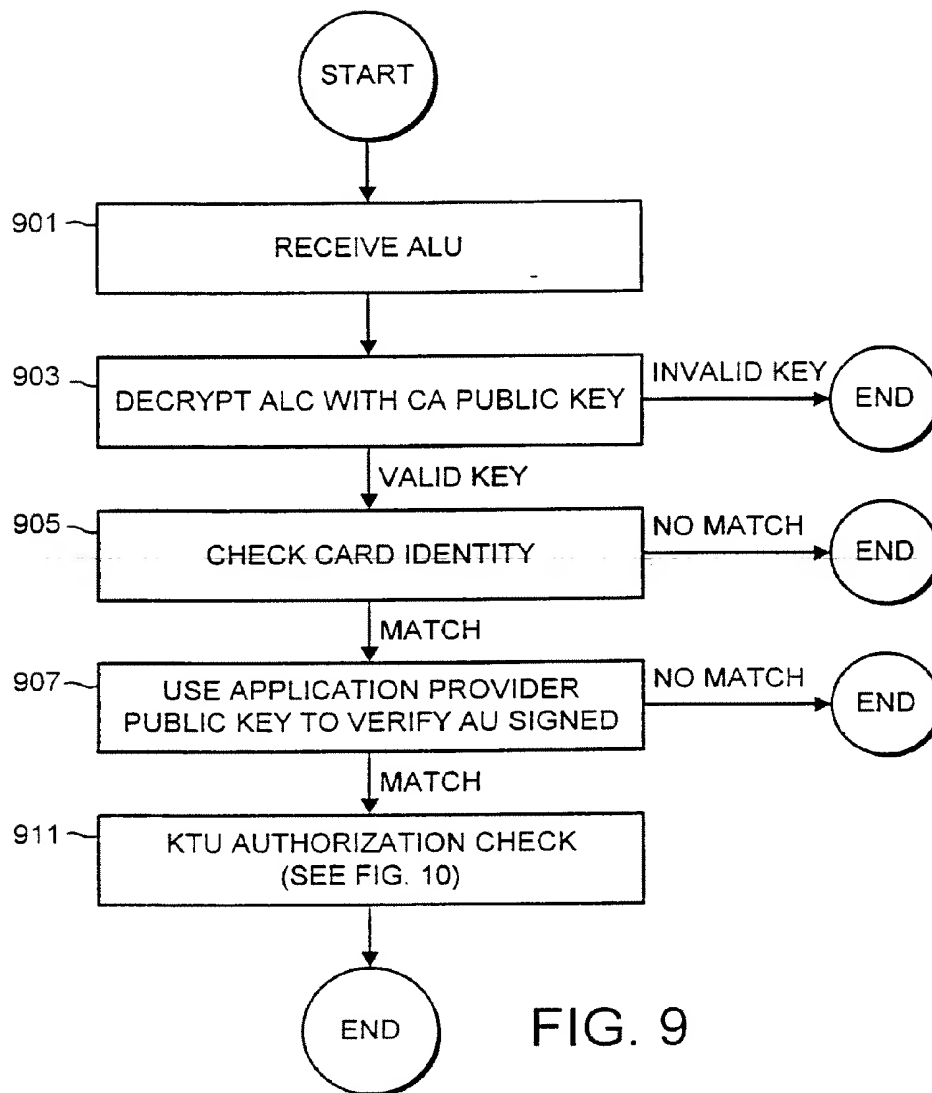 START
901
RECEIVE ALU
903
DECRYPT ALC WITH CA PUBLIC KEY
INVALID KEY
END
VALID KEY
905
CHECK CARD IDENTITY
NO MATCH
END
MATCH
907
USE APPLICATION PROVIDER
PUBLIC KEY TO VERIFY AU SIGNED
NO MATCH
END
MATCH
911
KTU AUTHORIZATION CHECK
(SEE FIG. 10)
END
FIG. 9